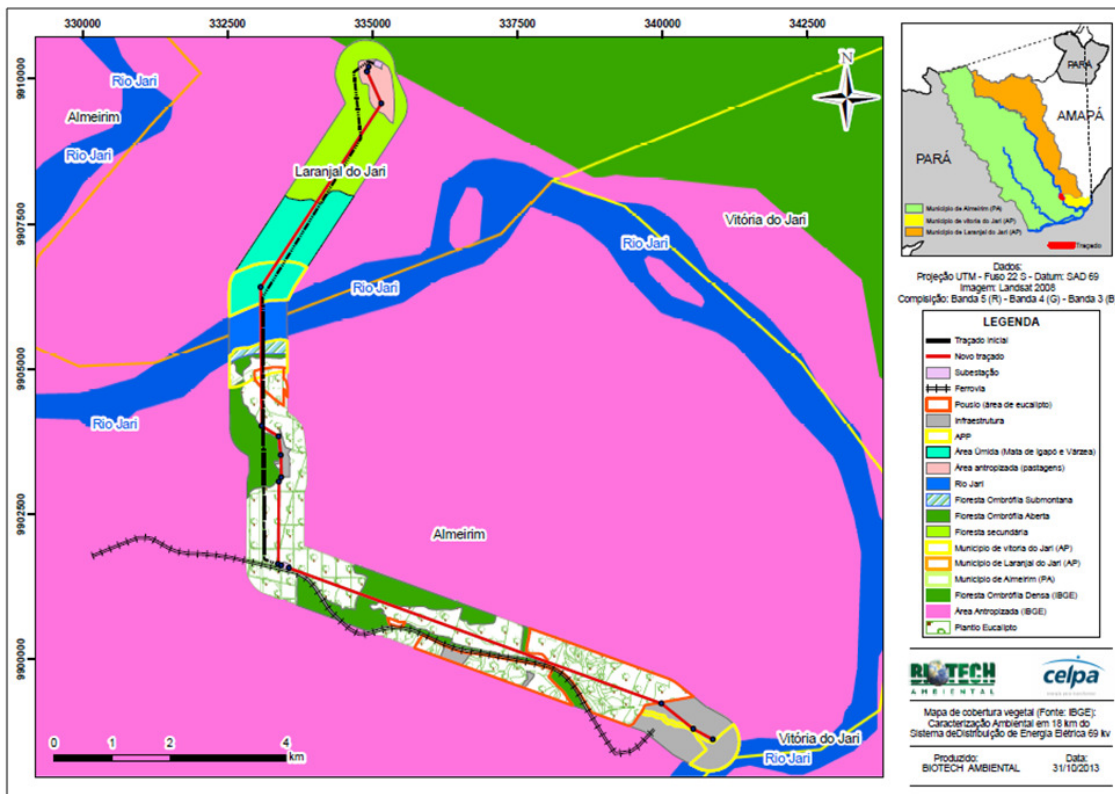 330000 332500 335000 337500 340000 342500
9910000
9907500
9905000
9902500
9900000
Rio Jari
Almeirim
Rio Jari
Laranjal do Jari
Vitória do Jari
Rio Jari
Rio Jari
Rio Jari
Almeirim
Vitória do Jari
Rio Jari
N
0 1 2 4
km
PARÁ
AMAPÁ
PARÁ
Município de Almeirim (PA)
Município de vitoria do Jari (AP)
Município de Laranjal do Jari (AP)
Traçado
Dados:
Projeção UTM - Fuso 22 S - Datum: SAD 69
Imagem: Landsat 2008
Compisição: Banda 5 (R) - Banda 4 (G) - Banda 3 (B
LEGENDA
Traçado Inicial
Novo traçado
Subestação
Ferrovia
Pousio (área de eucalipto)
Infraestrutura
APP
Área Úmida (Mata de Igapó e Várzea)
Área antropizada (pastagens)
Rio Jari
Floresta Ombrófila Submontana
Floresta Ombrófila Aberta
Floresta secundária
Município de vitoria do Jari (AP)
Município de Laranjal do Jari (AP)
Município de Almeirim (PA)
Floresta Ombrófila Densa (IBGE)
Área Antropizada (IBGE)
Plantio Eucalipto
BIOTECH
AMBIENTAL
celpa
Mapa de cobertura vegetal (Fonte: IBGE):
Caracterização Ambiental em 18 km do
Sistema deDistribuição de Energia Elétrica 69 kv
Produzido:
BIOTECH AMBIENTAL
Data:
31/10/2013